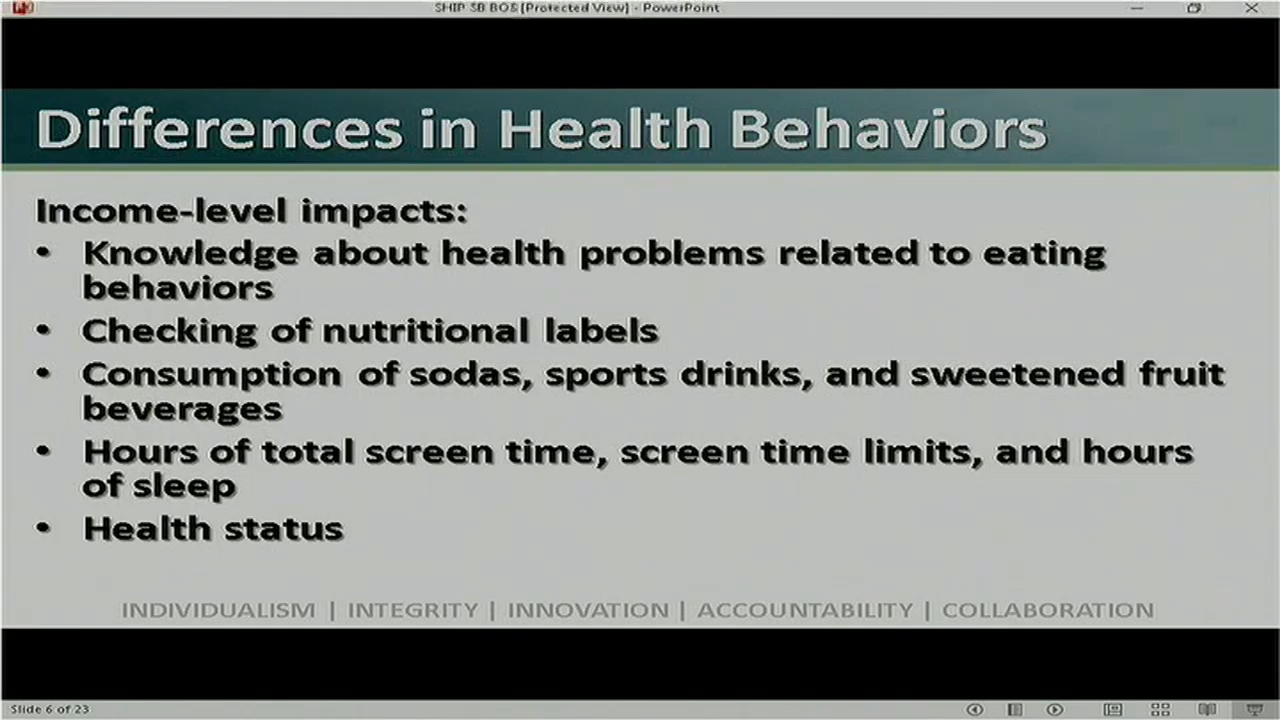 SHIP SB BOS [Protected View] - PowerPoint
Differences in Health Behaviors
Income-level impacts:
• Knowledge about health problems related to eating
behaviors
• Checking of nutritional labels
• Consumption of sodas, sports drinks, and sweetened fruit
beverages
• Hours of total screen time, screen time limits, and hours
of sleep
• Health status
INDIVIDUALISM | INTEGRITY | INNOVATION | ACCOUNTABILITY | COLLABORATION
Slide 6 of 23